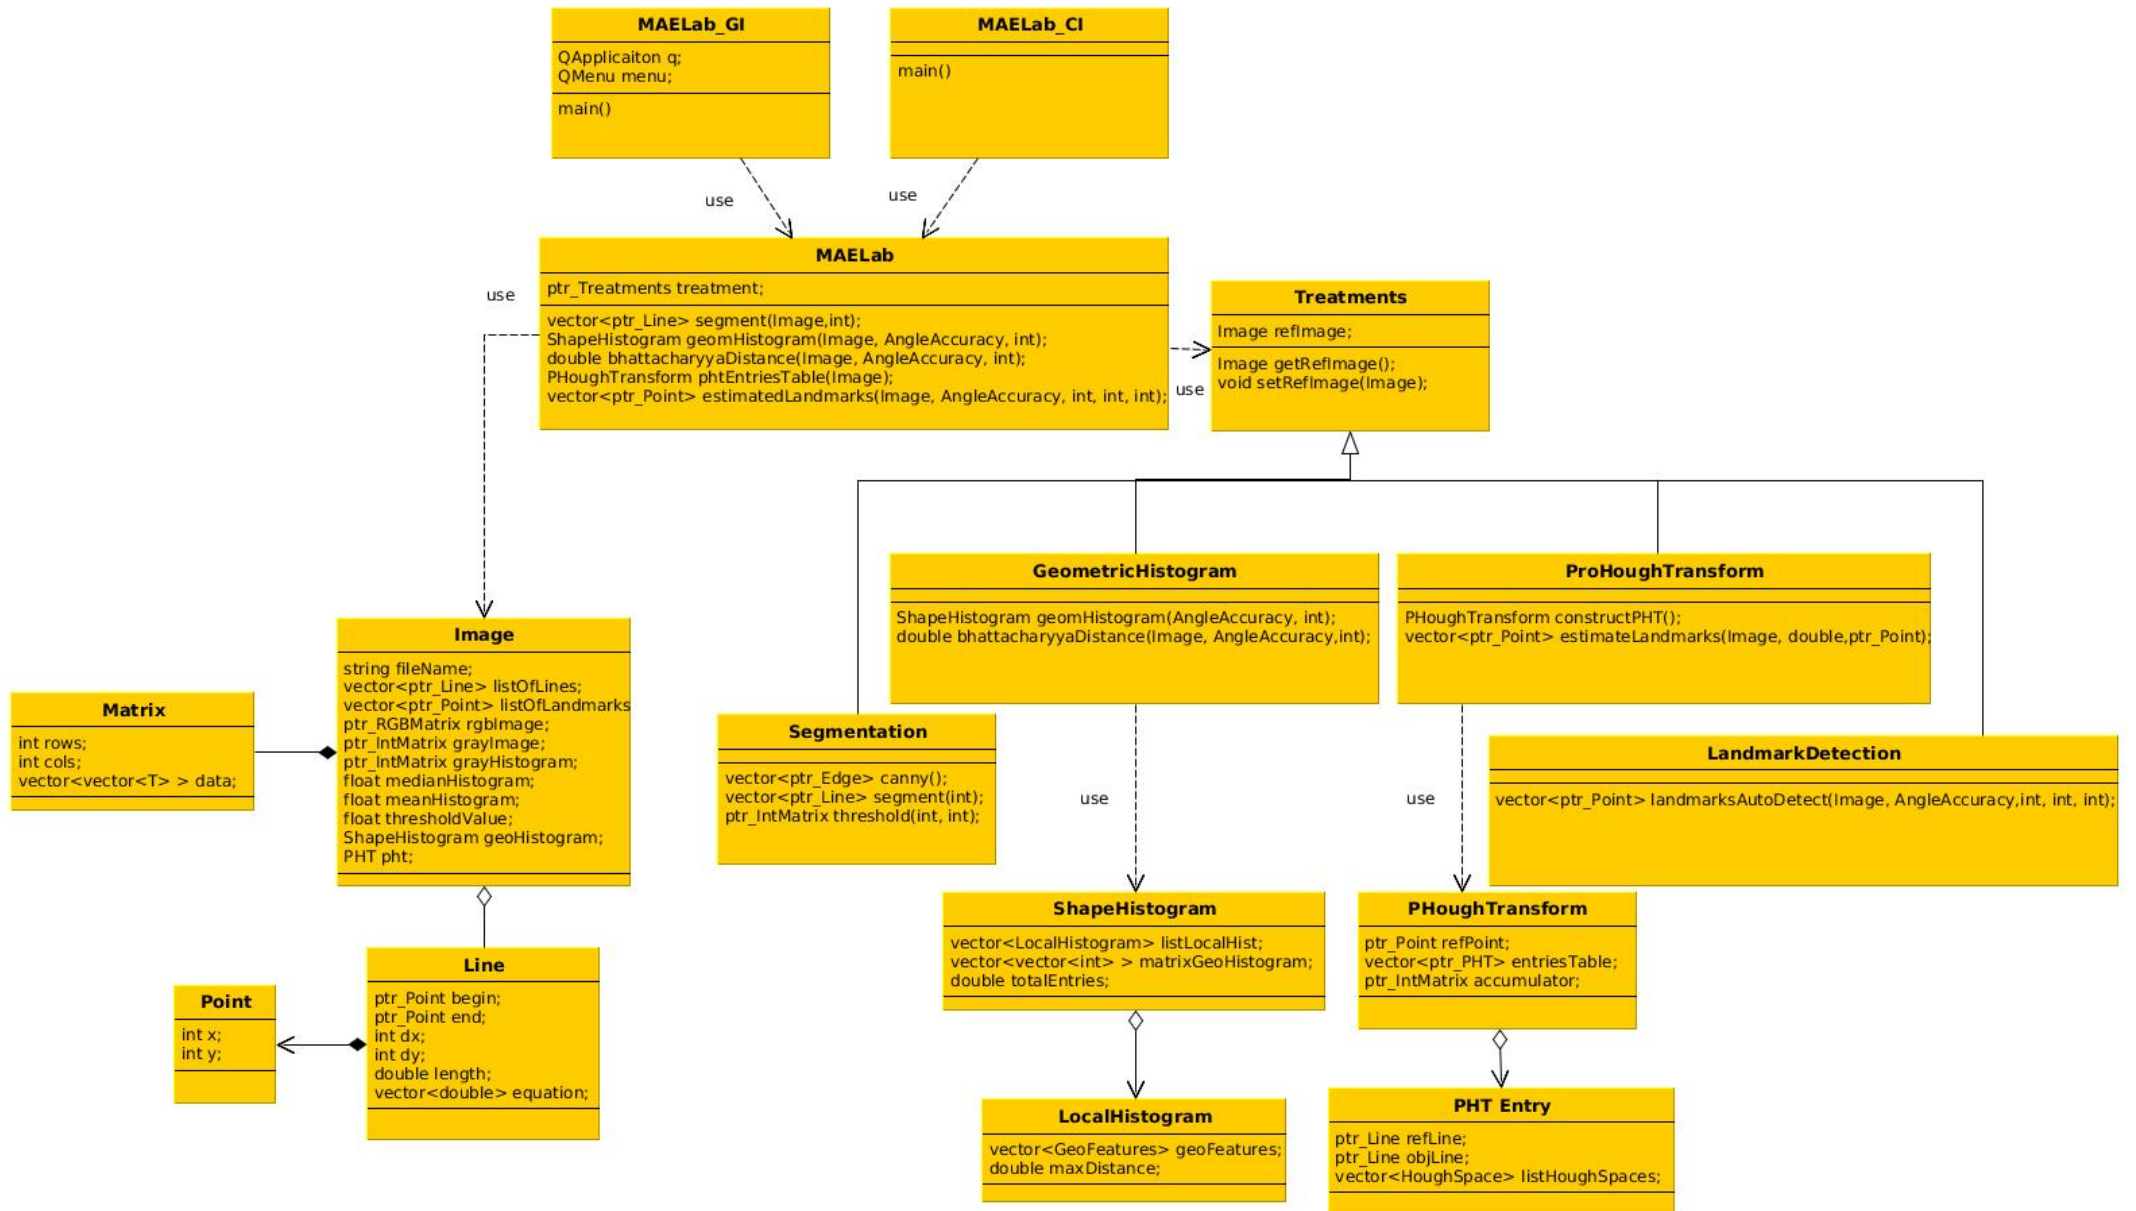 MAELab_GI
QApplicaiton q;
QMenu menu;
main()
MAELab_CI
main()
use
use
MAELab
ptr_Treatments treatment;
vector<ptr_Line> segment(Image,int);
ShapeHistogram geomHistogram(Image, AngleAccuracy, int);
double bhattacharyyaDistance(Image, AngleAccuracy, int);
PHoughTransform phtEntriesTable(Image);
vector<ptr_Point> estimatedLandmarks(Image, AngleAccuracy, int, int, int);
use
use
Treatments
Image refImage;
Image getRefImage();
void setRefImage(Image);
GeometricHistogram
ShapeHistogram geomHistogram(AngleAccuracy, int);
double bhattacharyyaDistance(Image, AngleAccuracy,int);
ProHoughTransform
PHoughTransform constructPHT();
vector<ptr_Point> estimateLandmarks(Image, double,ptr_Point);
Image
string fileName;
vector<ptr_Line> listOfLines;
vector<ptr_Point> listOfLandmarks
ptr_RGBMatrix rgbImage;
ptr_IntMatrix grayImage;
ptr_IntMatrix grayHistogram;
float medianHistogram;
float meanHistogram;
float thresholdValue;
ShapeHistogram geoHistogram;
PHT pht;
Matrix
int rows;
int cols;
vector<vector<T> > data;
Segmentation
vector<ptr_Edge> canny();
vector<ptr_Line> segment(int);
ptr_IntMatrix threshold(int, int);
use
use
LandmarkDetection
vector<ptr_Point> landmarksAutoDetect(Image, AngleAccuracy,int, int, int);
ShapeHistogram
vector<LocalHistogram> listLocalHist;
vector<vector<int> > matrixGeoHistogram;
double totalEntries;
PHoughTransform
ptr_Point refPoint;
vector<ptr_PHT> entriesTable;
ptr_IntMatrix accumulator;
Line
ptr_Point begin;
ptr_Point end;
int dx;
int dy;
double length;
vector<double> equation;
Point
int x;
int y;
LocalHistogram
vector<GeoFeatures> geoFeatures;
double maxDistance;
PHT Entry
ptr_Line refLine;
ptr_Line objLine;
vector<HoughSpace> listHoughSpaces;